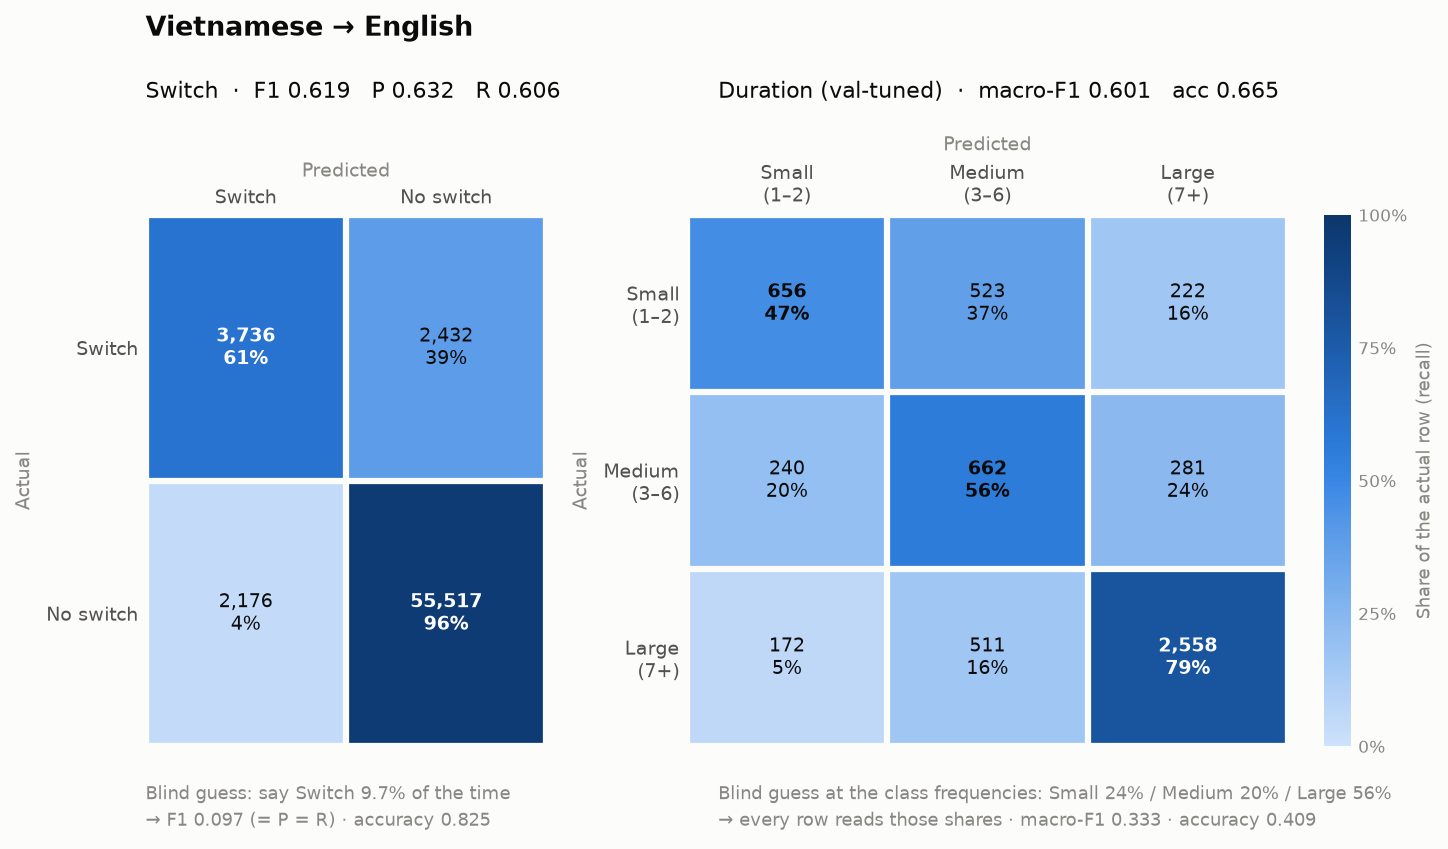 Vietnamese → English
Switch · F1 0.619 P 0.632 R 0.606
Predicted
Switch No switch
Actual
Switch
3,736 2,432
61% 39%
No switch
2,176 55,517
4% 96%
Blind guess: say Switch 9.7% of the time
→ F1 0.097 (= P = R) · accuracy 0.825
Duration (val-tuned) · macro-F1 0.601 acc 0.665
Predicted
Small Medium Large
(1–2) (3–6) (7+)
Actual
Small
(1–2)
656 523 222
47% 37% 16%
Medium
(3–6)
240 662 281
20% 56% 24%
Large
(7+)
172 511 2,558
5% 16% 79%
100%
75%
50%
25%
0%
Share of the actual row (recall)
Blind guess at the class frequencies: Small 24% / Medium 20% / Large 56%
→ every row reads those shares · macro-F1 0.333 · accuracy 0.409